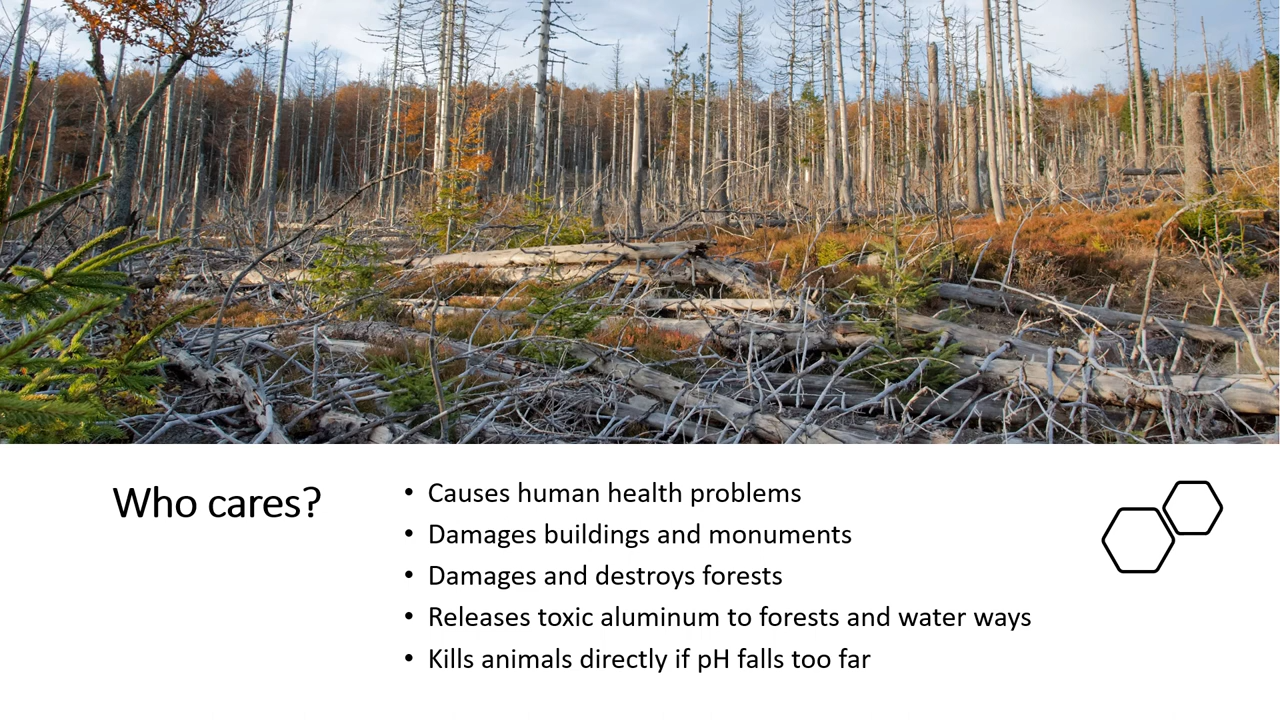 Who cares?
• Causes human health problems
• Damages buildings and monuments
• Damages and destroys forests
• Releases toxic aluminum to forests and water ways
• Kills animals directly if pH falls too far